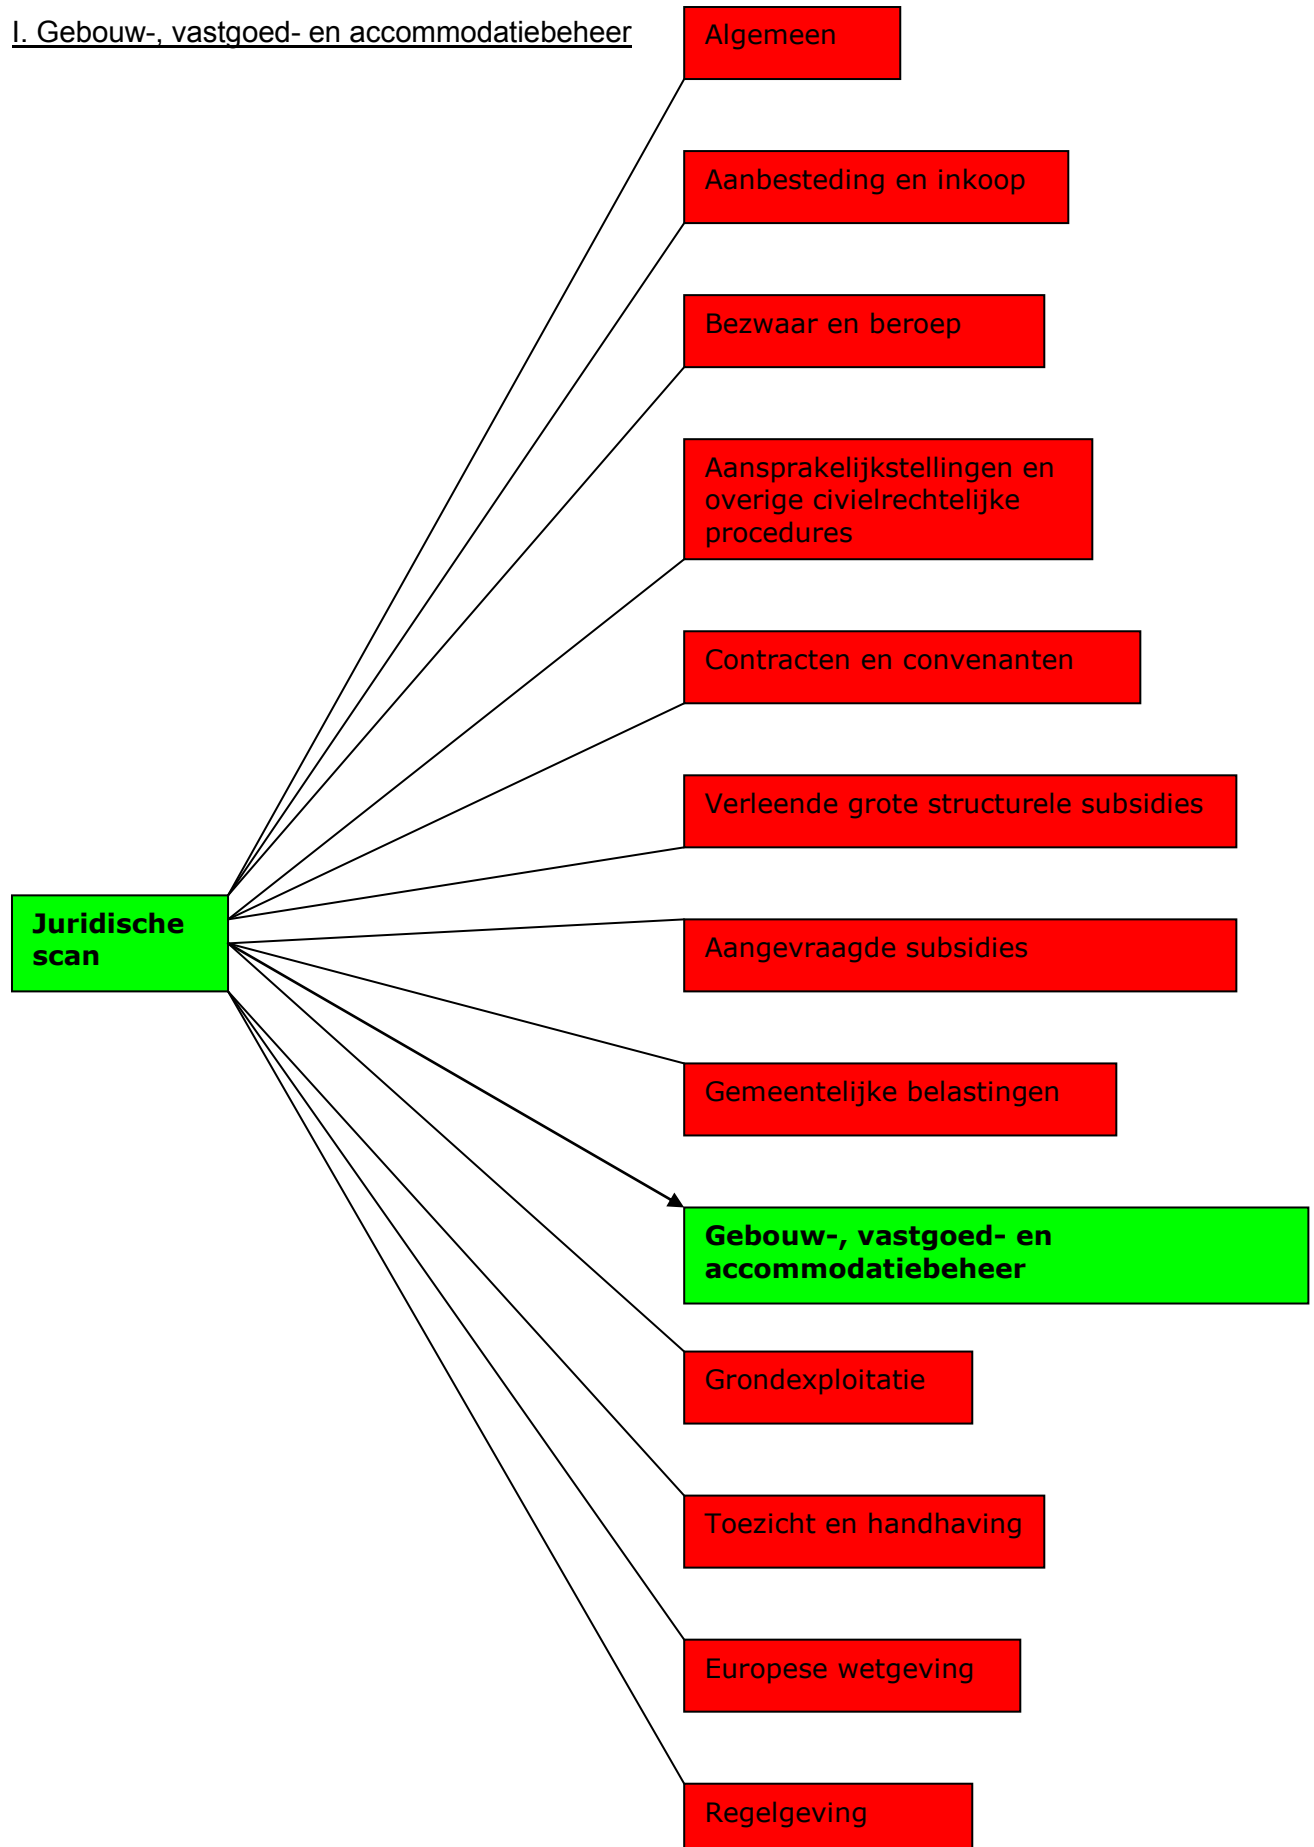 I. Gebouw-, vastgoed- en accommodatiebeheer
Algemeen
Aanbesteding en inkoop
Bezwaar en beroep
Aansprakelijkstellingen en
overige civielrechtelijke
procedures
Contracten en convenanten
Verleende grote structurele subsidies
Juridische
scan
Aangevraagde subsidies
Gemeentelijke belastingen
Gebouw-, vastgoed- en
accommodatiebeheer
Grondexploitatie
Toezicht en handhaving
Europese wetgeving
Regelgeving